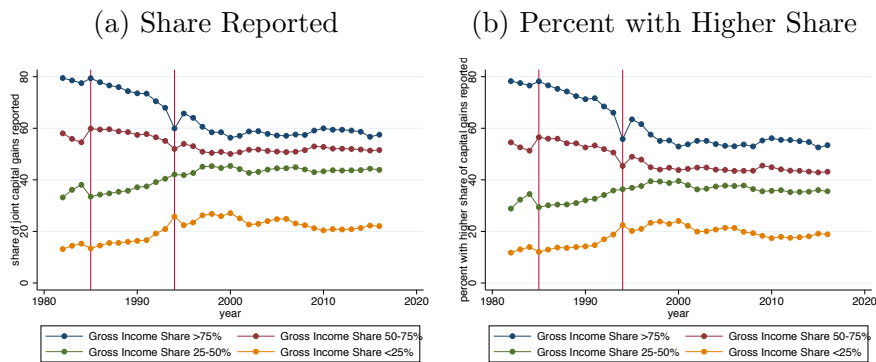 (a) Share Reported
(b) Percent with Higher Share
share of joint capital gains reported
0
20
40
60
80
1980
1990
2000
2010
2020
year
Gross Income Share >75%
Gross Income Share 50-75%
Gross Income Share 25-50%
Gross Income Share <25%
percent with higher share of capital gains reported
0
20
40
60
80
1980
1990
2000
2010
2020
year
Gross Income Share >75%
Gross Income Share 50-75%
Gross Income Share 25-50%
Gross Income Share <25%